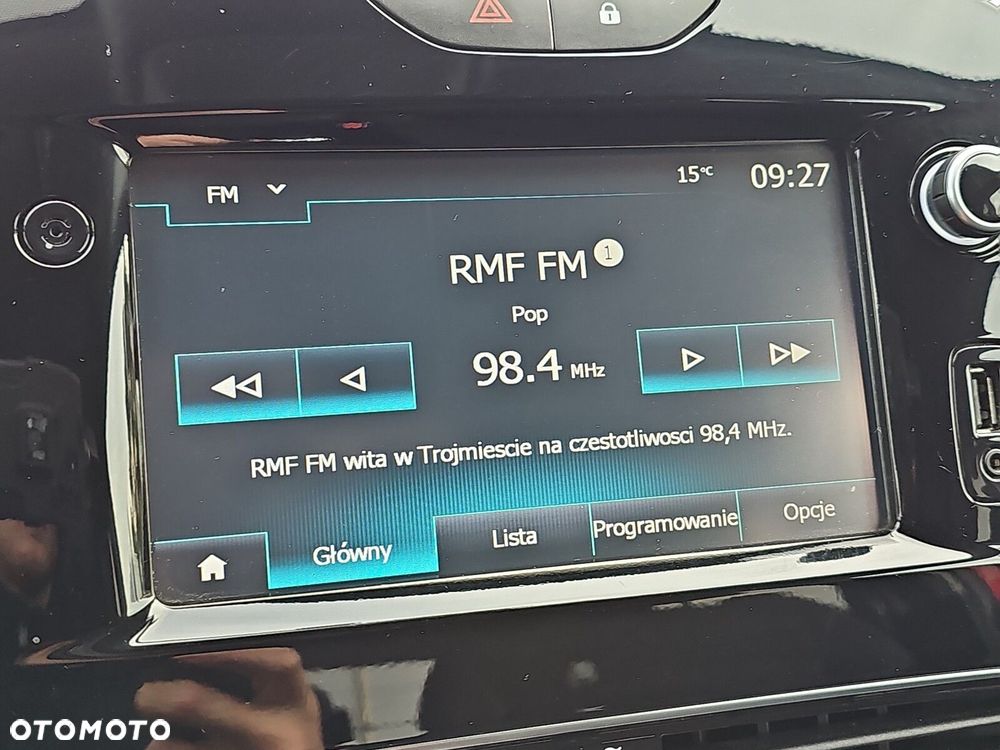 FM
15°C
09:27
RMF FM 1
Pop
98.4 MHz
RMF FM wita w Trojmiescie na czestotliwosci 98,4 MHz.
Główny
Lista
Programowanie
Opcje
OTOMOTO